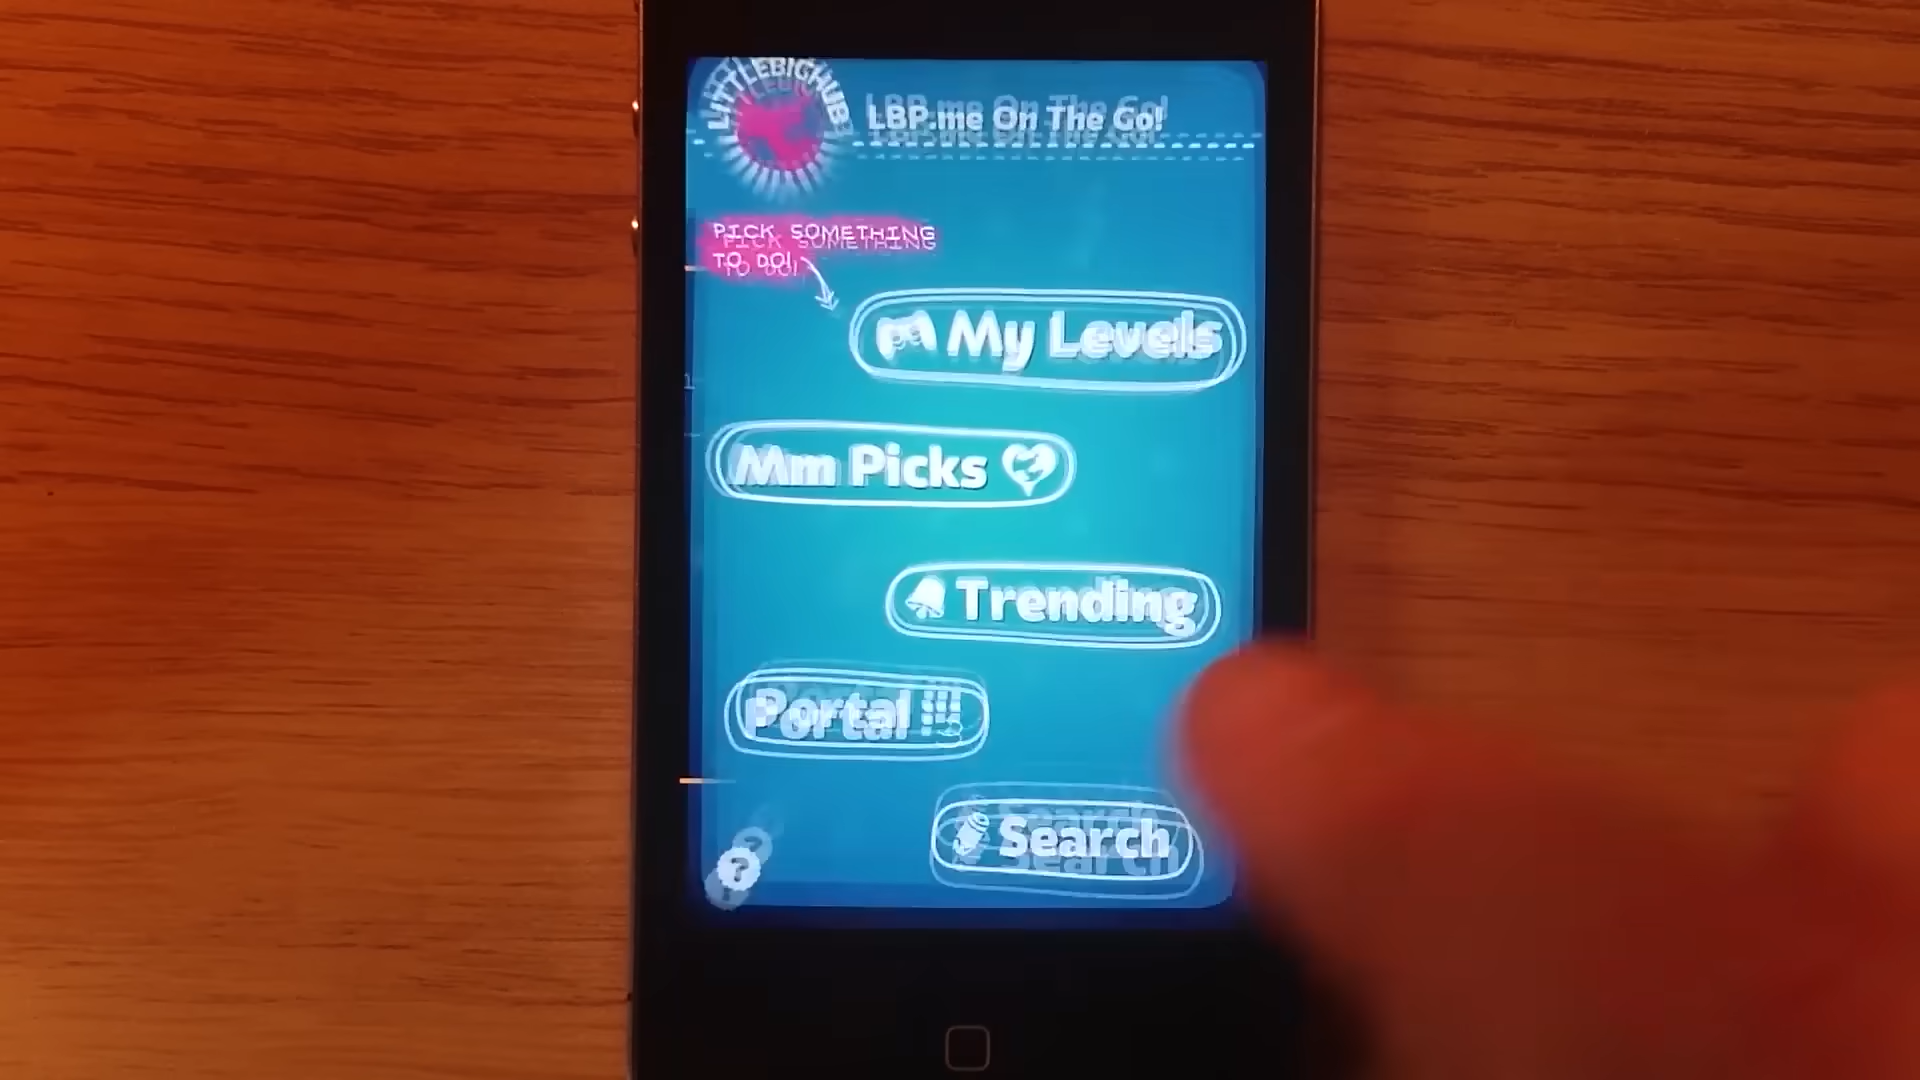 LITTLEBIGHUB
LBP.me On The Go!
PICK SOMETHING
TO DO!
My Levels
Mm Picks
Trending
Portal
Search
?